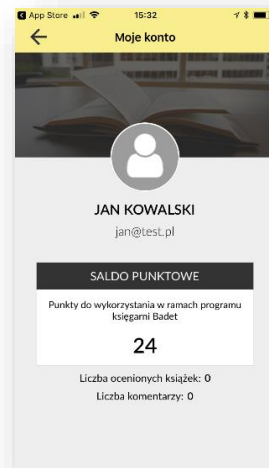 App Store 15:32
Moje konto
JAN KOWALSKI
jan@test.pl
SALDO PUNKTOWE
Punkty do wykorzystania w ramach programu
księgarni Badet
24
Liczba ocenionych książek: 0
Liczba komentarzy: 0